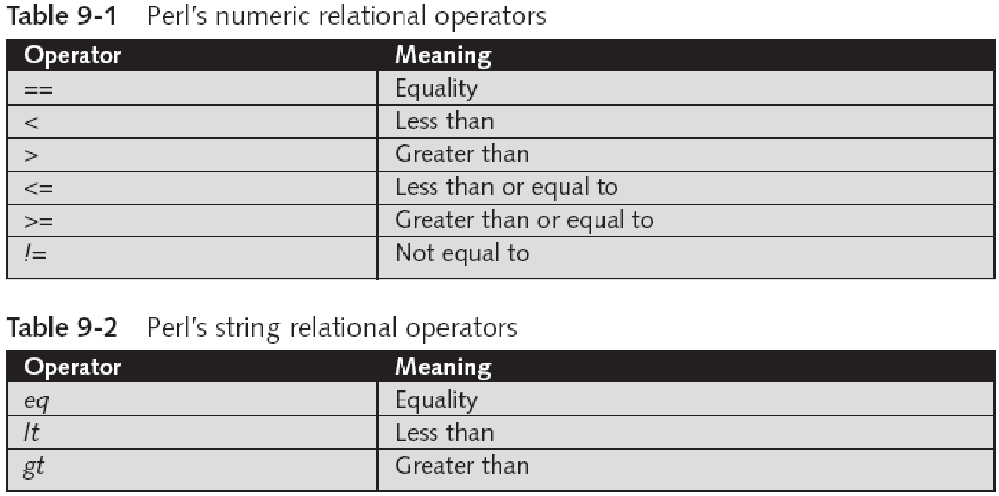 Table 9-1 Perl's numeric relational operators
Operator Meaning
== Equality
< Less than
> Greater than
<= Less than or equal to
>= Greater than or equal to
!= Not equal to
Table 9-2 Perl's string relational operators
Operator Meaning
eq Equality
lt Less than
gt Greater than